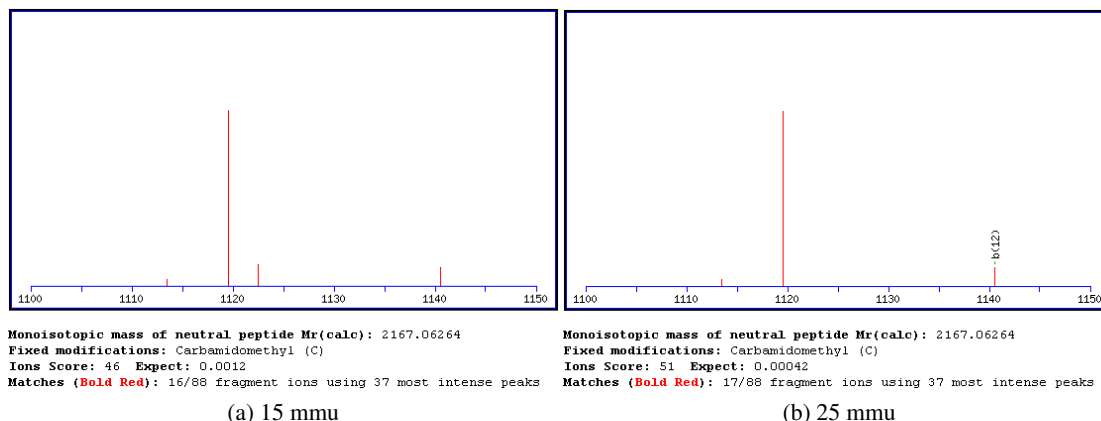 1100 1110 1120 1130 1140 1150
Monoisotopic mass of neutral peptide Mr(calc): 2167.06264
Fixed modifications: Carbamidomethyl (C)
Ions Score: 46 Expect: 0.0012
Matches (Bold Red): 16/88 fragment ions using 37 most intense peaks
(a) 15 mmu
b(12)
1100 1110 1120 1130 1140 1150
Monoisotopic mass of neutral peptide Mr(calc): 2167.06264
Fixed modifications: Carbamidomethyl (C)
Ions Score: 51 Expect: 0.00042
Matches (Bold Red): 17/88 fragment ions using 37 most intense peaks
(b) 25 mmu